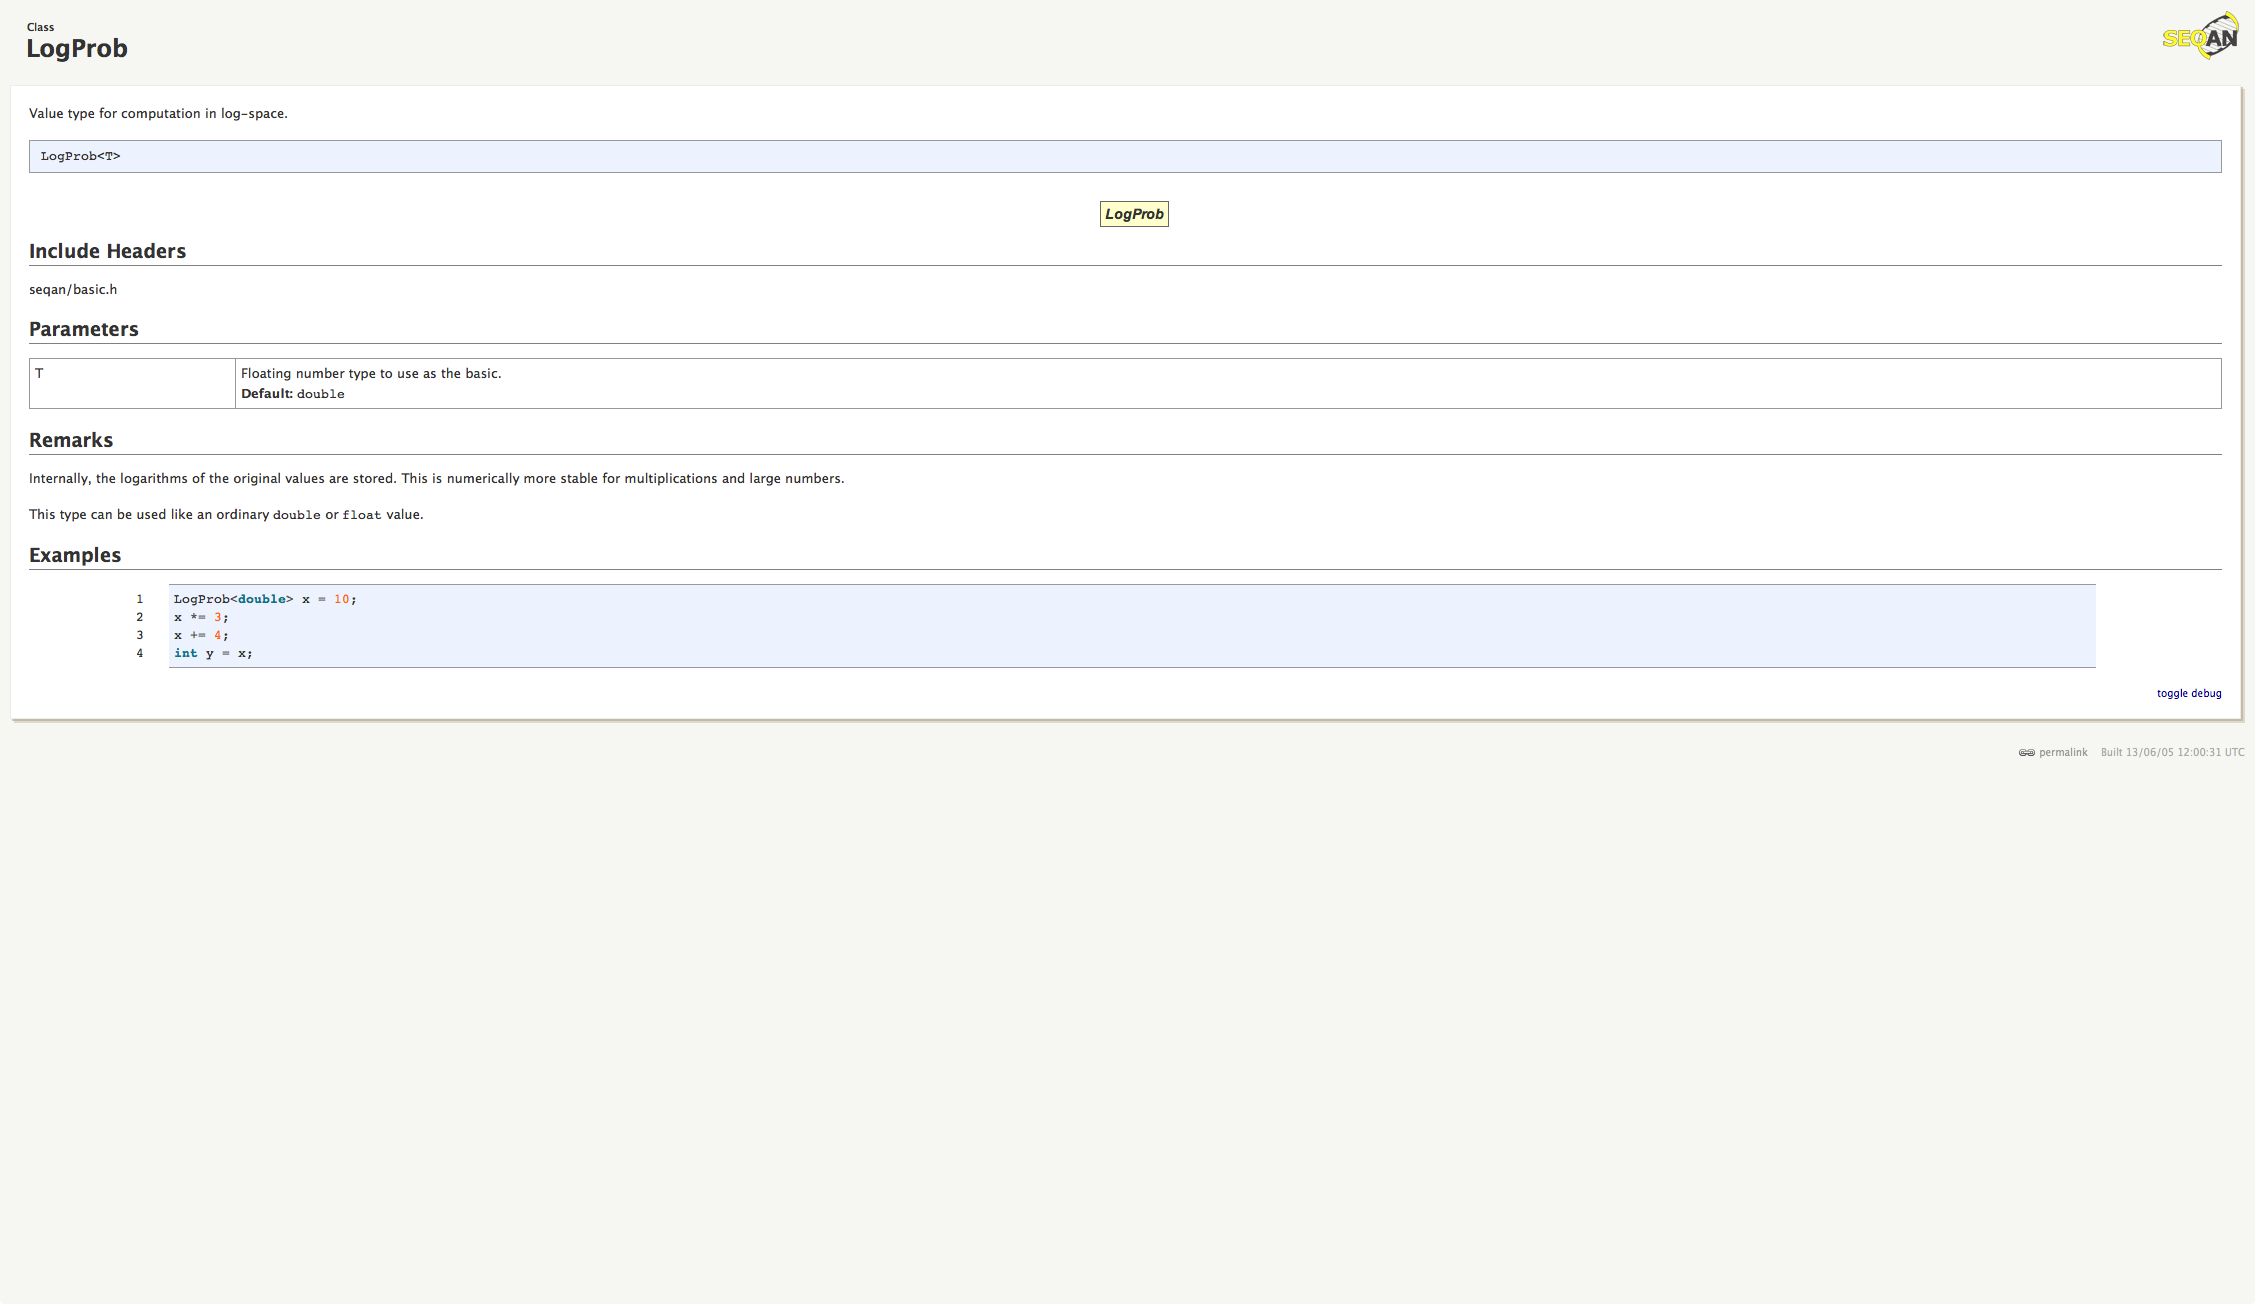 Class
LogProb
SEQAN
Value type for computation in log-space.
LogProb<T>
LogProb
Include Headers
seqan/basic.h
Parameters
T
Floating number type to use as the basic.
Default: double
Remarks
Internally, the logarithms of the original values are stored. This is numerically more stable for multiplications and large numbers.
This type can be used like an ordinary double or float value.
Examples
1 LogProb<double> x = 10;
2 x *= 3;
3 x += 4;
4 int y = x;
toggle debug
permalink Built 13/06/05 12:00:31 UTC